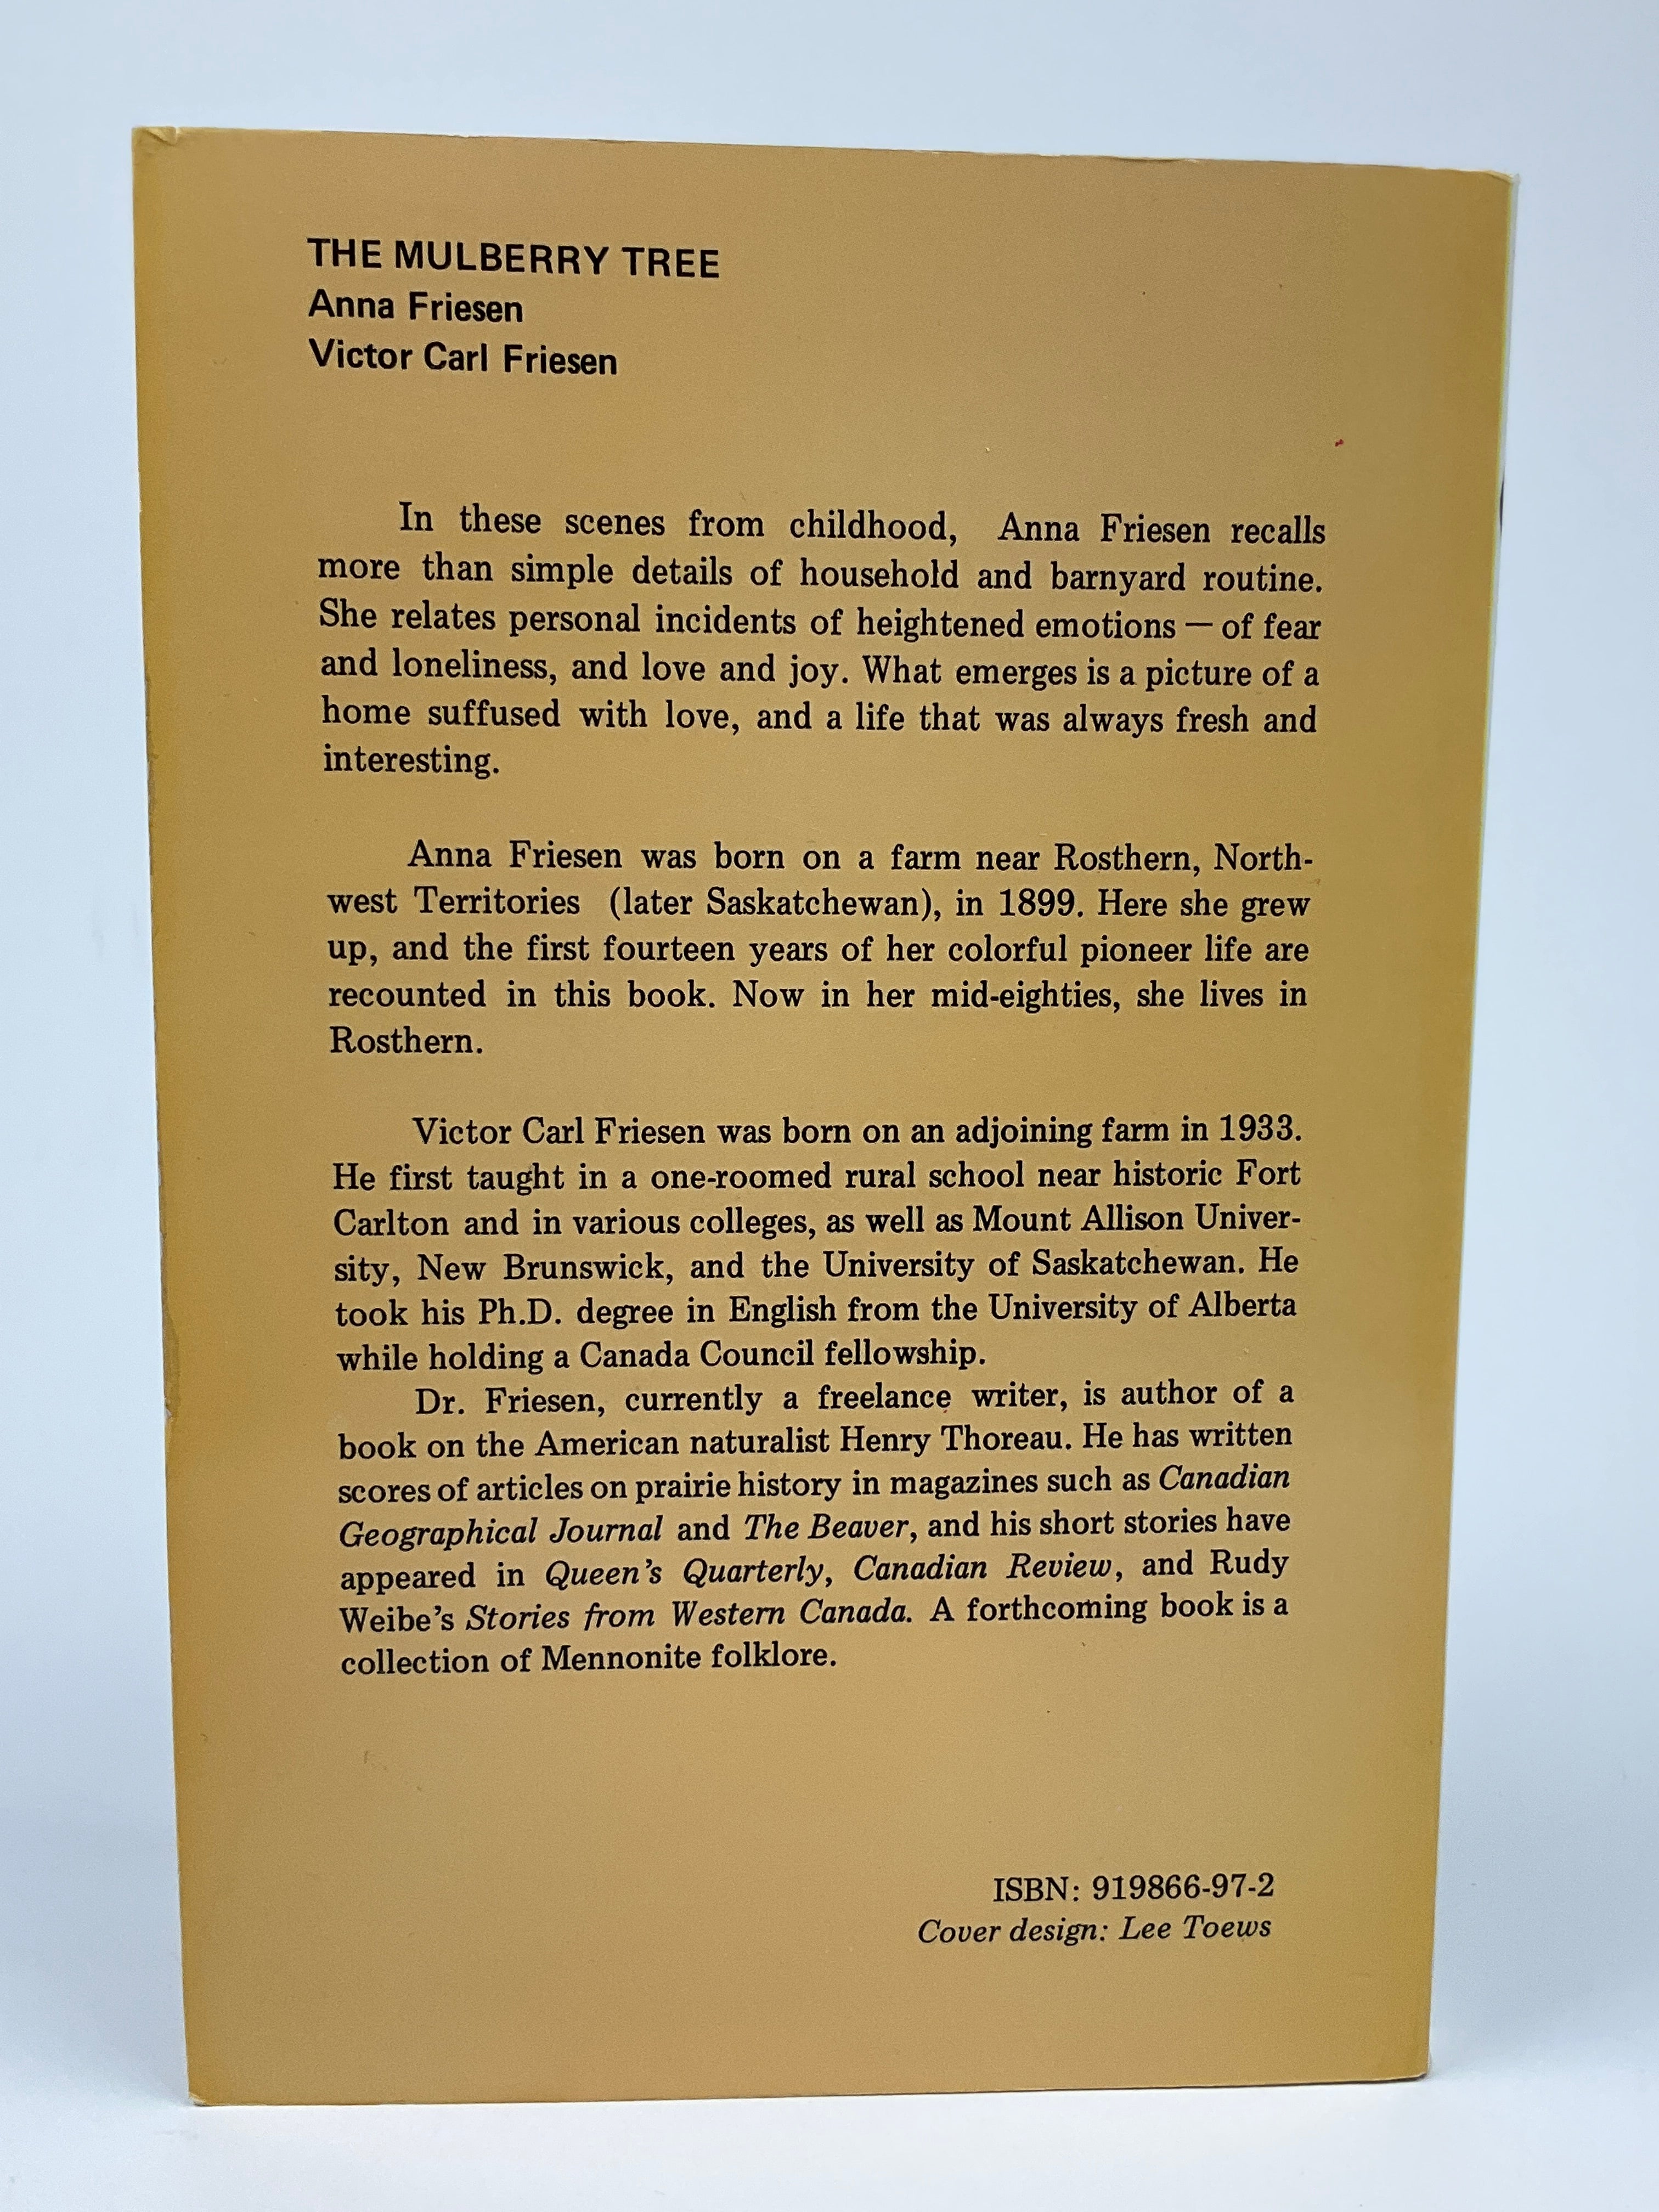 THE MULBERRY TREE
Anna Friesen
Victor Carl Friesen
In these scenes from childhood, Anna Friesen recalls
more than simple details of household and barnyard routine.
She relates personal incidents of heightened emotions — of fear
and loneliness, and love and joy. What emerges is a picture of a
home suffused with love, and a life that was always fresh and
interesting.
Anna Friesen was born on a farm near Rosthern, North-
west Territories (later Saskatchewan), in 1899. Here she grew
up, and the first fourteen years of her colorful pioneer life are
recounted in this book. Now in her mid-eighties, she lives in
Rosthern.
Victor Carl Friesen was born on an adjoining farm in 1933.
He first taught in a one-roomed rural school near historic Fort
Carlton and in various colleges, as well as Mount Allison Univer-
sity, New Brunswick, and the University of Saskatchewan. He
took his Ph.D. degree in English from the University of Alberta
while holding a Canada Council fellowship.
Dr. Friesen, currently a freelance writer, is author of a
book on the American naturalist Henry Thoreau. He has written
scores of articles on prairie history in magazines such as Canadian
Geographical Journal and The Beaver, and his short stories have
appeared in Queen's Quarterly, Canadian Review, and Rudy
Weibe's Stories from Western Canada. A forthcoming book is a
collection of Mennonite folklore.
ISBN: 919866-97-2
Cover design: Lee Toews